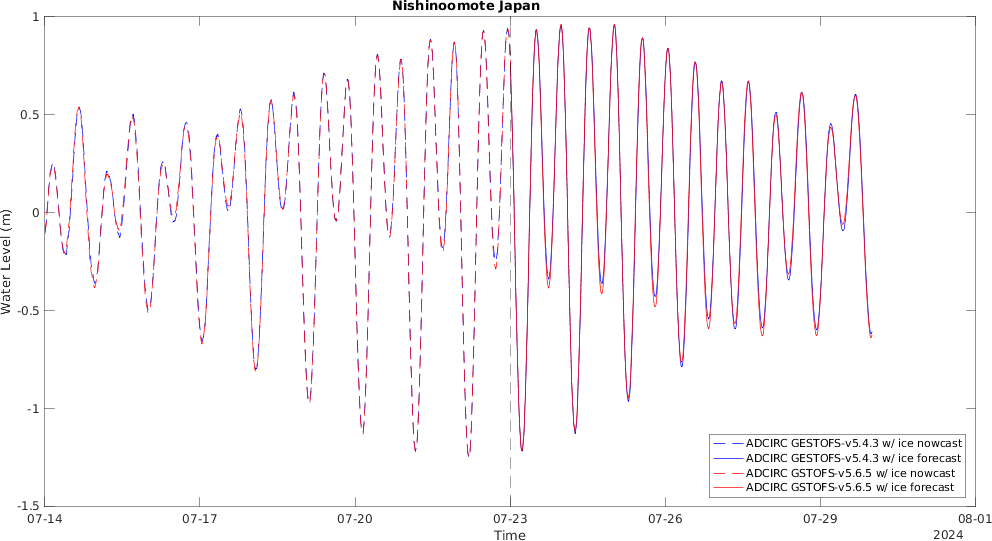 Nishinoomote Japan
Water Level (m)
1
0.5
0
-0.5
-1
-1.5
ADCIRC GESTOFS-v5.4.3 w/ ice nowcast
ADCIRC GESTOFS-v5.4.3 w/ ice forecast
ADCIRC GSTOFS-v5.6.5 w/ ice nowcast
ADCIRC GSTOFS-v5.6.5 w/ ice forecast
07-14 07-17 07-20 07-23 07-26 07-29 08-01
Time
2024